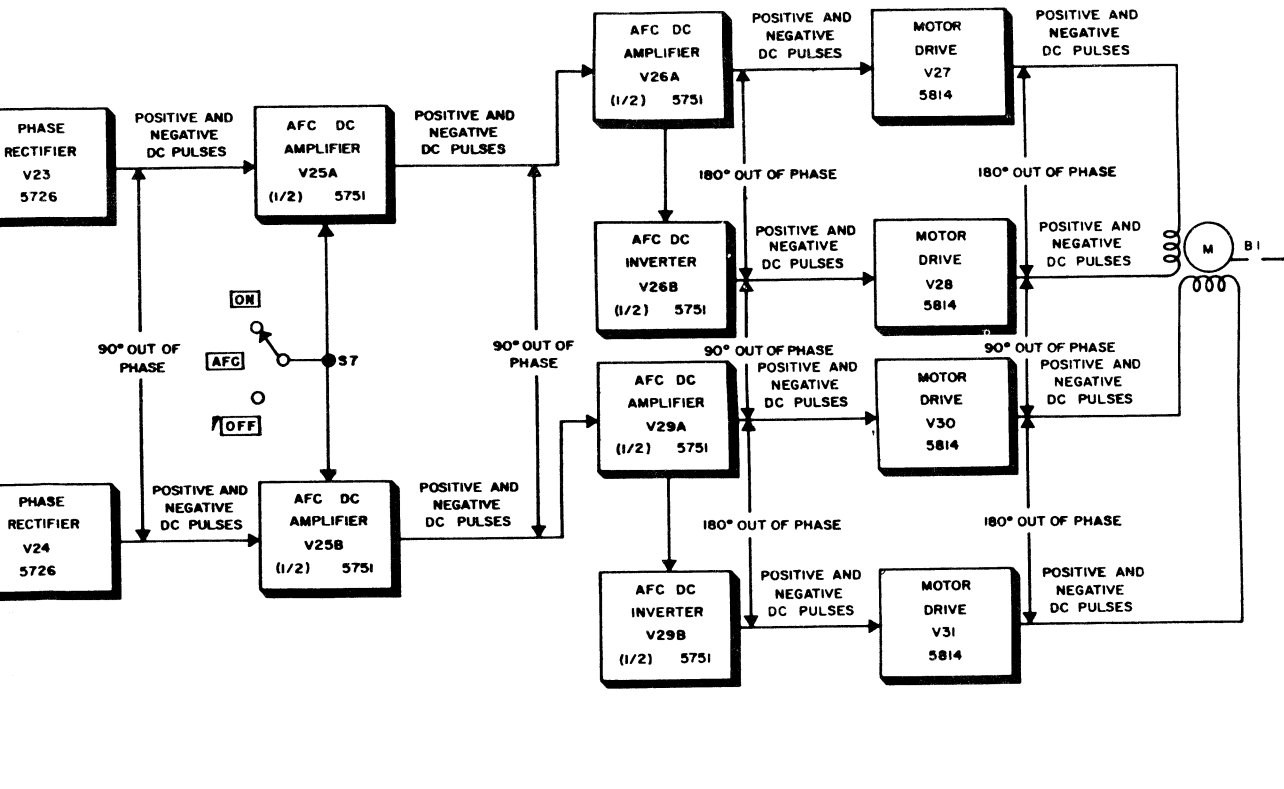 PHASE
RECTIFIER
V23
5726
POSITIVE AND
NEGATIVE
DC PULSES
AFC DC
AMPLIFIER
V25A
(1/2) 5751
POSITIVE AND
NEGATIVE
DC PULSES
AFC DC
AMPLIFIER
V26A
(1/2) 5751
POSITIVE AND
NEGATIVE
DC PULSES
MOTOR
DRIVE
V27
5814
POSITIVE AND
NEGATIVE
DC PULSES
180° OUT OF PHASE
180° OUT OF PHASE
AFC DC
INVERTER
V26B
(1/2) 5751
POSITIVE AND
NEGATIVE
DC PULSES
MOTOR
DRIVE
V28
5814
POSITIVE AND
NEGATIVE
DC PULSES
M
B1
ON
AFC
OFF
S7
90° OUT OF
PHASE
90° OUT OF
PHASE
90° OUT OF PHASE
90° OUT OF PHASE
AFC DC
AMPLIFIER
V29A
(1/2) 5751
POSITIVE AND
NEGATIVE
DC PULSES
MOTOR
DRIVE
V30
5814
POSITIVE AND
NEGATIVE
DC PULSES
PHASE
RECTIFIER
V24
5726
POSITIVE AND
NEGATIVE
DC PULSES
AFC DC
AMPLIFIER
V25B
(1/2) 5751
POSITIVE AND
NEGATIVE
DC PULSES
180° OUT OF PHASE
180° OUT OF PHASE
AFC DC
INVERTER
V29B
(1/2) 5751
POSITIVE AND
NEGATIVE
DC PULSES
MOTOR
DRIVE
V31
5814
POSITIVE AND
NEGATIVE
DC PULSES